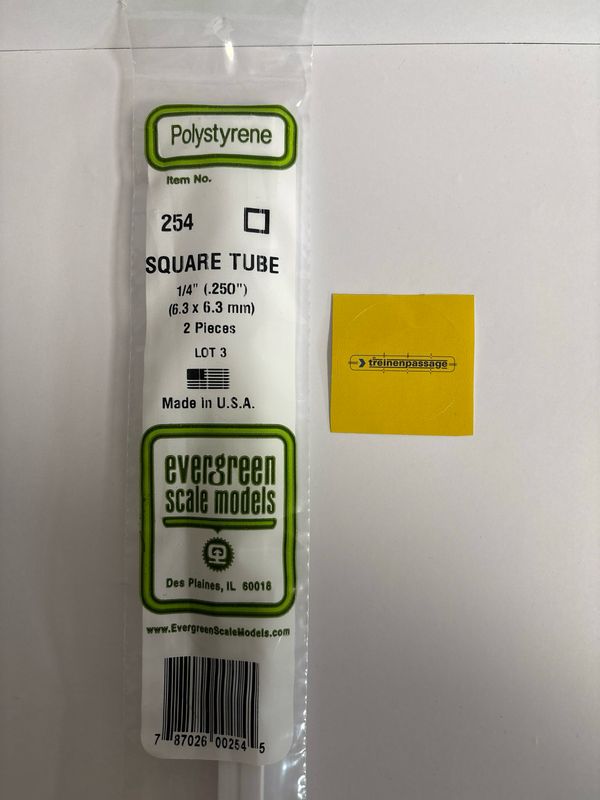 Polystyrene
Item No.
254
SQUARE TUBE
1/4" (.250")
(6.3 x 6.3 mm)
2 Pieces
LOT 3
Made in U.S.A.
evergreen
scale models
Des Plaines, IL 60018
www.EvergreenScaleModels.com
7 87026 00254 5
treinenpassage